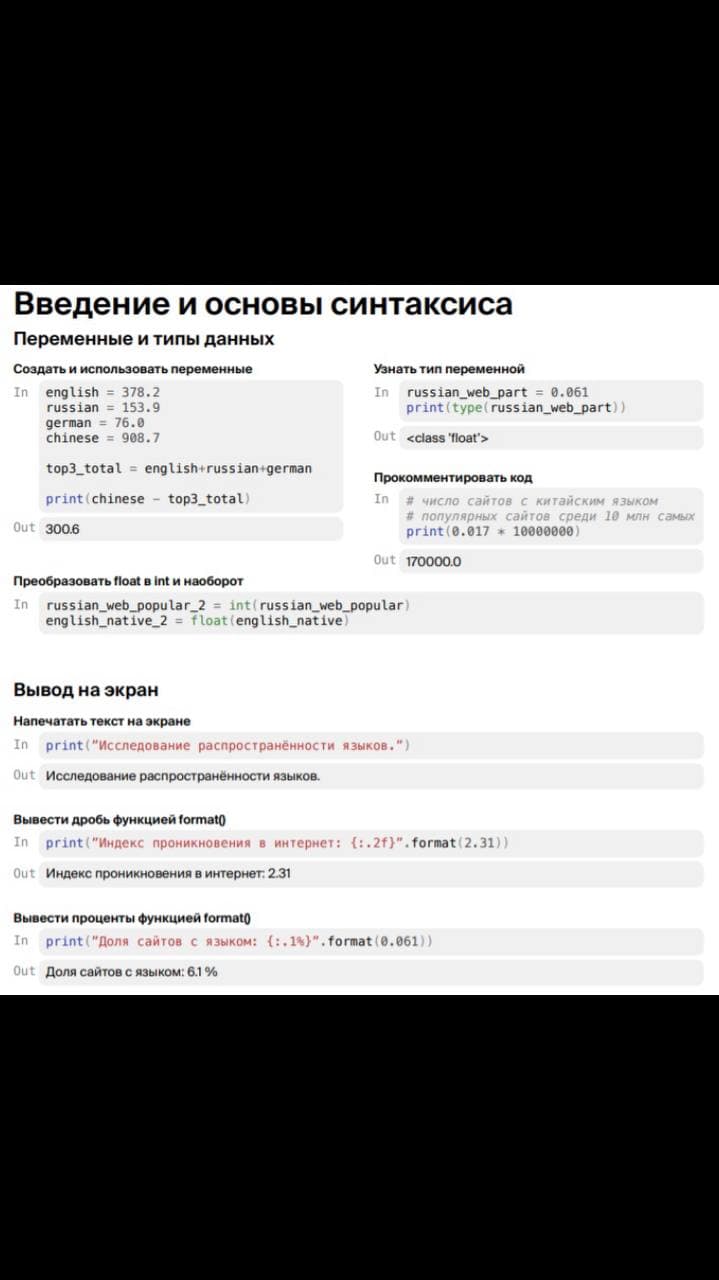 Введение и основы синтаксиса
Переменные и типы данных
Создать и использовать переменные
In
english = 378.2
russian = 153.9
german = 76.0
chinese = 908.7
top3_total = english+russian+german
print(chinese - top3_total)
Out 300.6
Узнать тип переменной
In
russian_web_part = 0.061
print(type(russian_web_part))
Out <class 'float'>
Прокомментировать код
In
# число сайтов с китайским языком
# популярных сайтов среди 10 млн самых
print(0.017 * 10000000)
Out 170000.0
Преобразовать float в int и наоборот
In
russian_web_popular_2 = int(russian_web_popular)
english_native_2 = float(english_native)
Вывод на экран
Напечатать текст на экране
In print("Исследование распространённости языков.")
Out Исследование распространённости языков.
Вывести дробь функцией format()
In print("Индекс проникновения в интернет: {:.2f}".format(2.31))
Out Индекс проникновения в интернет: 2.31
Вывести проценты функцией format()
In print("Доля сайтов с языком: {:.1%}".format(0.061))
Out Доля сайтов с языком: 6.1 %